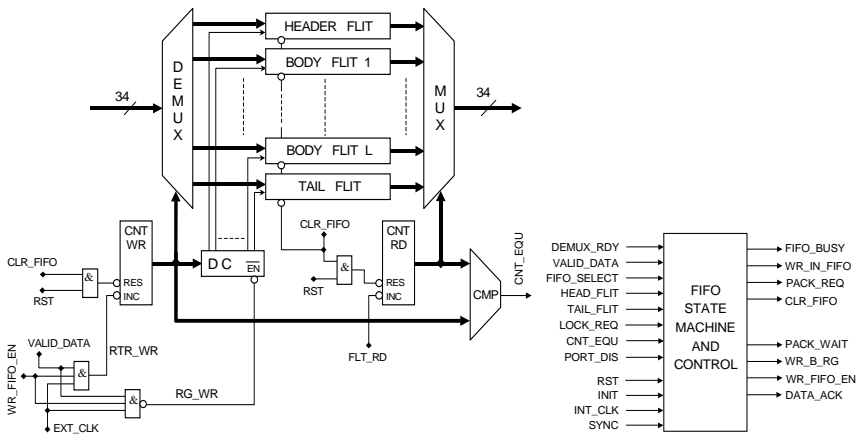 HEADER FLIT
BODY FLIT 1
BODY FLIT L
TAIL FLIT
DEMUX
MUX
34
34
CNT
WR
RES
INC
DC
EN
CNT
RD
RES
INC
CMP
CNT_EQU
CLR_FIFO
RST
&
CLR_FIFO
RST
&
FLT_RD
VALID_DATA
WR_FIFO_EN
RTR_WR
&
&
RG_WR
EXT_CLK
DEMUX_RDY
VALID_DATA
FIFO_SELECT
HEAD_FLIT
TAIL_FLIT
LOCK_REQ
CNT_EQU
PORT_DIS
RST
INIT
INT_CLK
SYNC
FIFO
STATE
MACHINE
AND
CONTROL
FIFO_BUSY
WR_IN_FIFO
PACK_REQ
CLR_FIFO
PACK_WAIT
WR_B_RG
WR_FIFO_EN
DATA_ACK